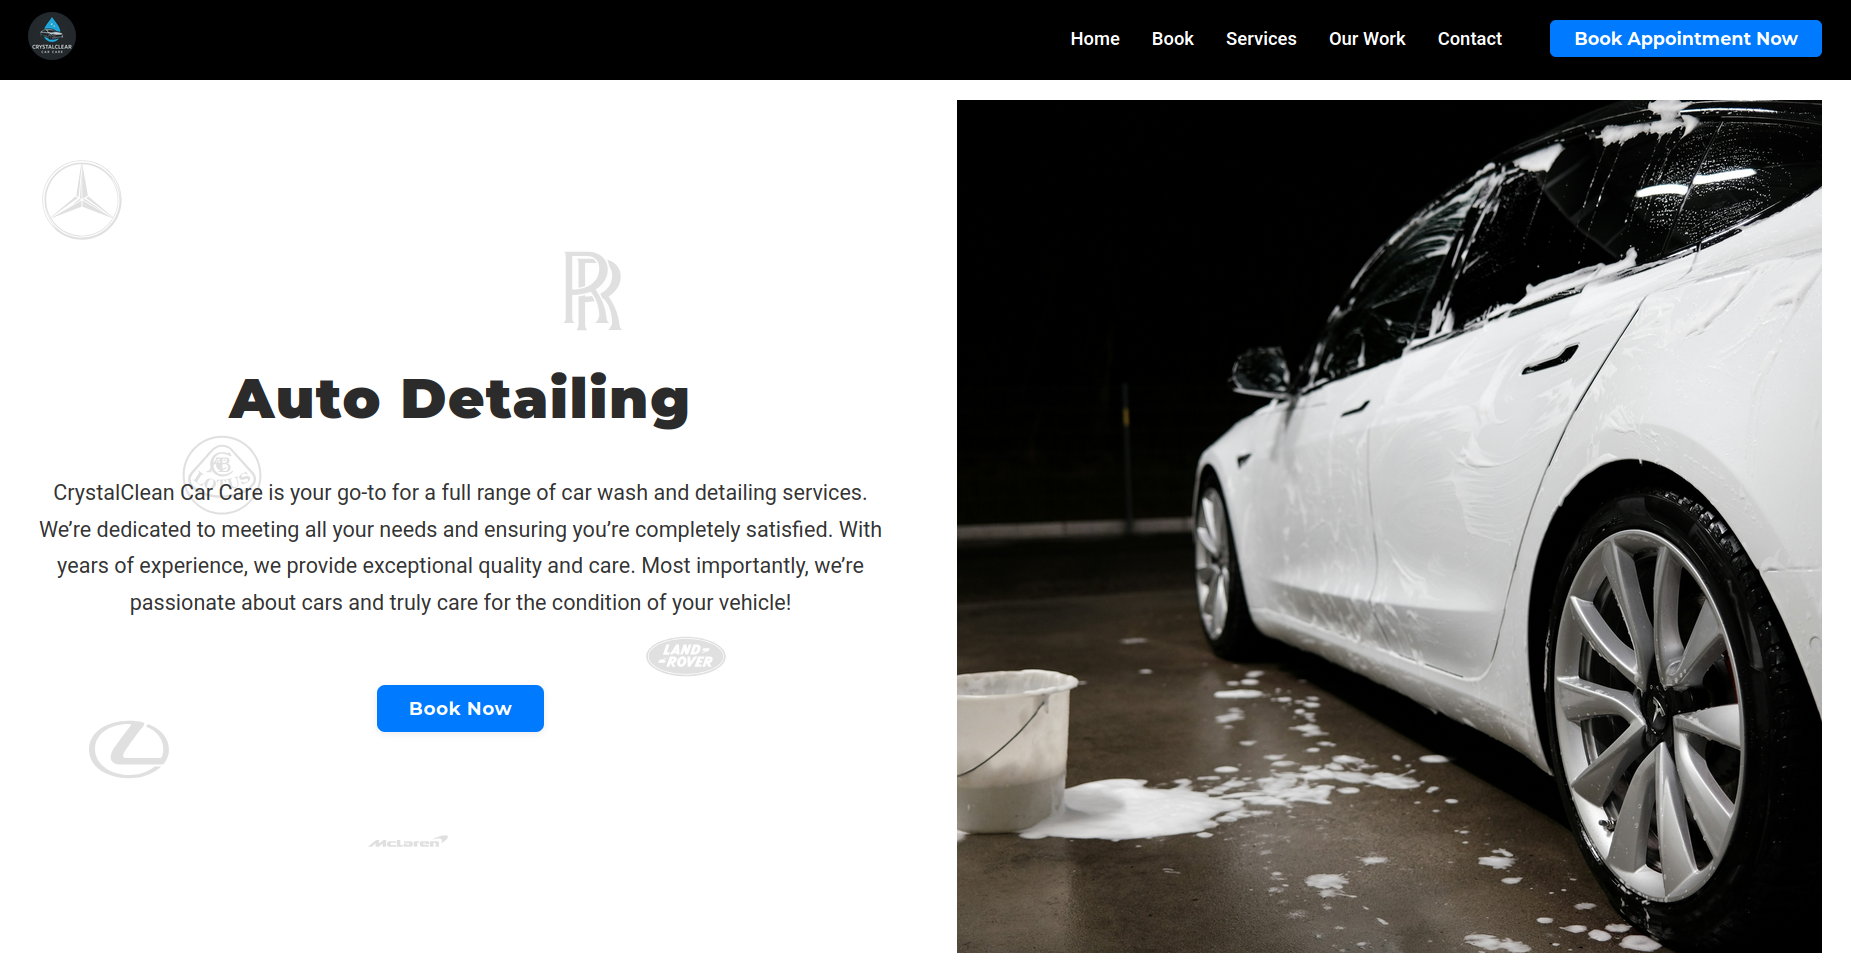 CRYSTALCLEAR
CAR CARE
Home Book Services Our Work Contact Book Appointment Now
RR
Auto Detailing
ACBC
LOTUS
CrystalClean Car Care is your go-to for a full range of car wash and detailing services.
We’re dedicated to meeting all your needs and ensuring you’re completely satisfied. With
years of experience, we provide exceptional quality and care. Most importantly, we’re
passionate about cars and truly care for the condition of your vehicle!
LAND
ROVER
Book Now
McLaren